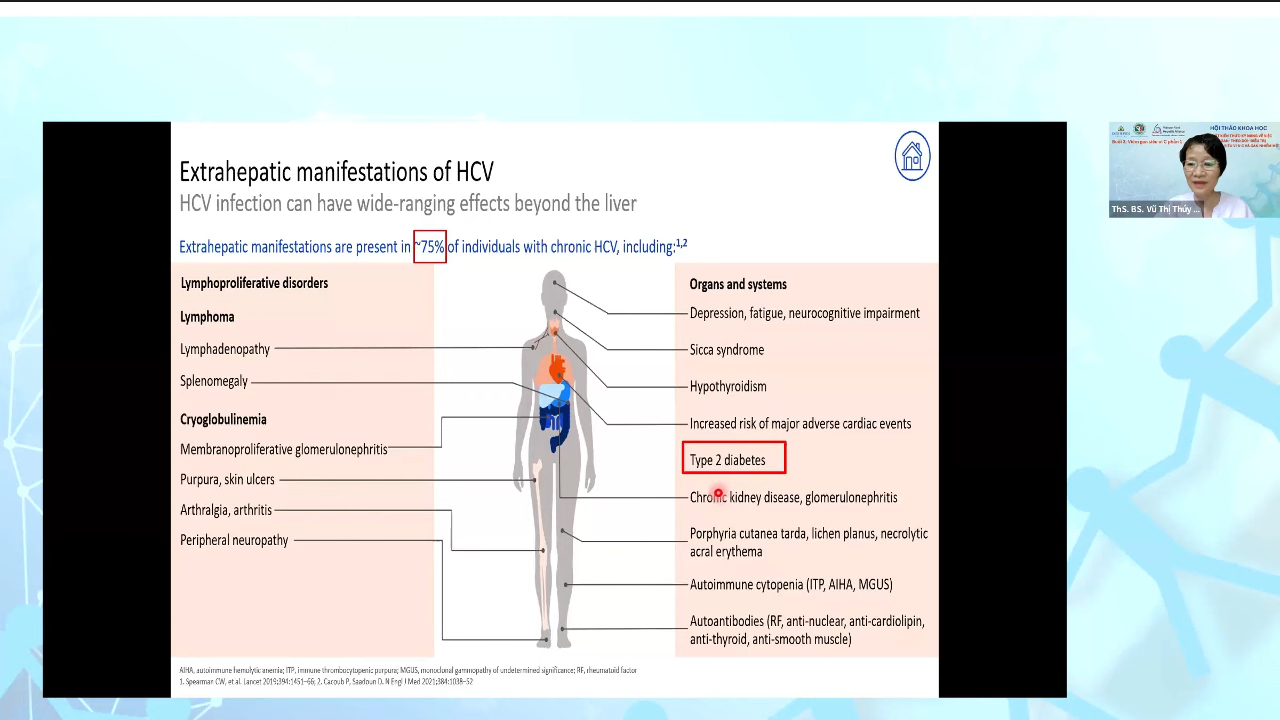 Extrahepatic manifestations of HCV
HCV infection can have wide-ranging effects beyond the liver
Extrahepatic manifestations are present in ~75% of individuals with chronic HCV, including:1,2
Lymphoproliferative disorders
Lymphoma
Lymphadenopathy
Splenomegaly
Cryoglobulinemia
Membranoproliferative glomerulonephritis
Purpura, skin ulcers
Arthralgia, arthritis
Peripheral neuropathy
Organs and systems
Depression, fatigue, neurocognitive impairment
Sicca syndrome
Hypothyroidism
Increased risk of major adverse cardiac events
Type 2 diabetes
Chronic kidney disease, glomerulonephritis
Porphyria cutanea tarda, lichen planus, necrolytic
acral erythema
Autoimmune cytopenia (ITP, AIHA, MGUS)
Autoantibodies (RF, anti-nuclear, anti-cardiolipin,
anti-thyroid, anti-smooth muscle)
AIHA, autoimmune hemolytic anemia; ITP, immune thrombocytopenic purpura; MGUS, monoclonal gammopathy of undetermined significance; RF, rheumatoid factor
1. Spearman CW, et al. Lancet 2019;394:1451–66; 2. Cacoub P, Saadoun D. N Engl J Med 2021;384:1038–52
HỘI THẢO KHOA HỌC
ThS. BS. Vũ Thị Thúy ...